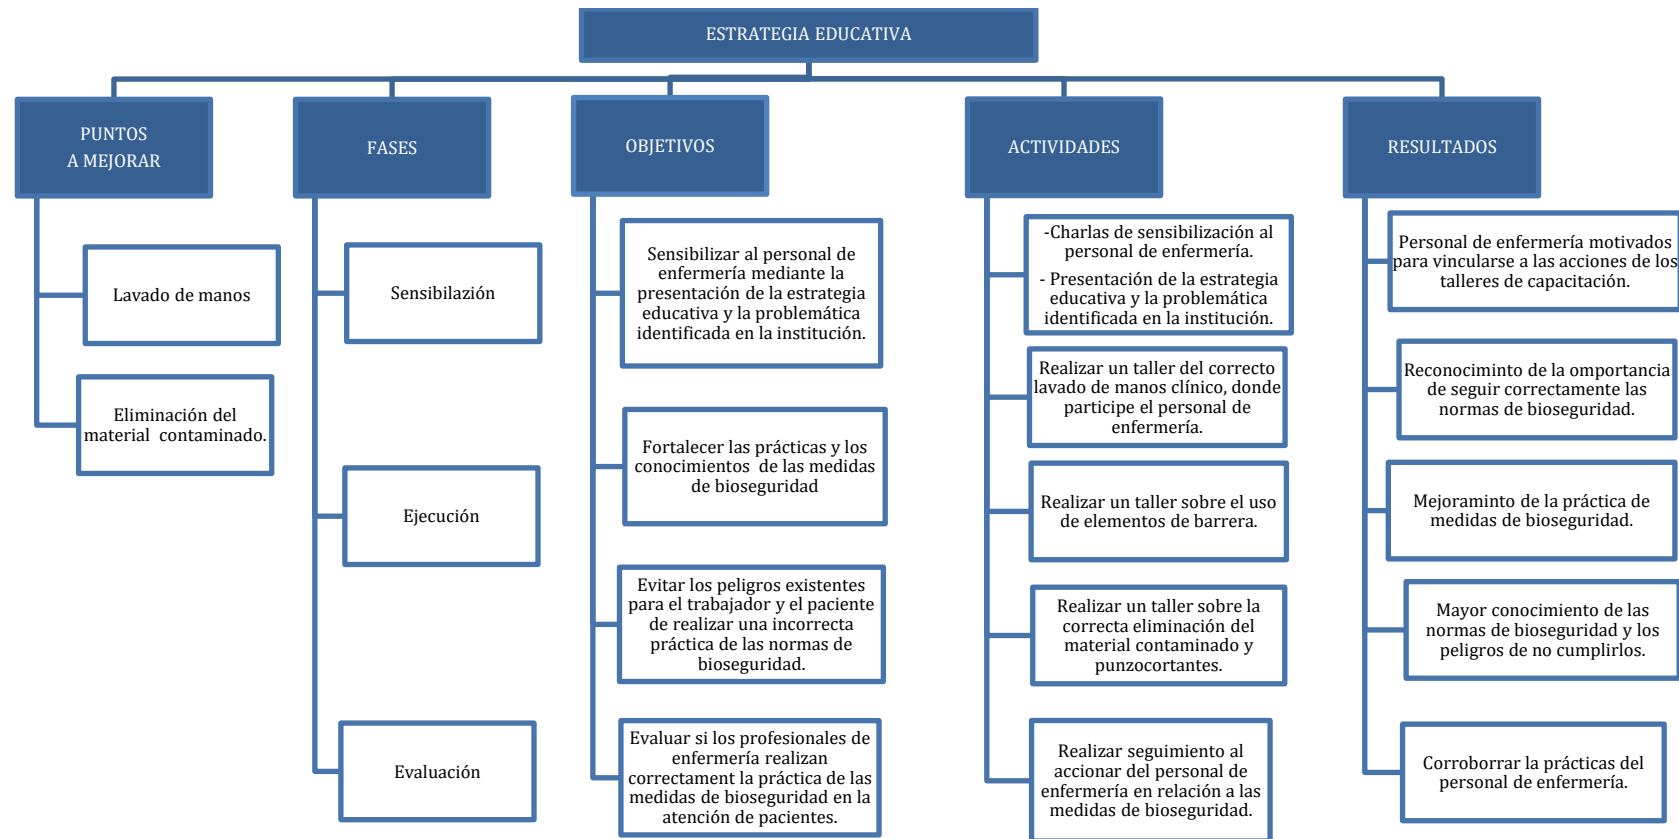 ESTRATEGIA EDUCATIVA
PUNTOS
A MEJORAR
Lavado de manos
Eliminación del
material contaminado.
FASES
Sensibilazión
Ejecución
Evaluación
OBJETIVOS
Sensibilizar al personal de
enfermería mediante la
presentación de la estrategia
educativa y la problemática
identificada en la institución.
Fortalecer las prácticas y los
conocimientos de las medidas
de bioseguridad
Evitar los peligros existentes
para el trabajador y el paciente
de realizar una incorrecta
práctica de las normas de
bioseguridad.
Evaluar si los profesionales de
enfermería realizan
correctament la práctica de las
medidas de bioseguridad en la
atención de pacientes.
ACTIVIDADES
-Charlas de sensibilización al
personal de enfermería.
- Presentación de la estrategia
educativa y la problemática
identificada en la institución.
Realizar un taller del correcto
lavado de manos clínico, donde
participe el personal de
enfermería.
Realizar un taller sobre el uso
de elementos de barrera.
Realizar un taller sobre la
correcta eliminación del
material contaminado y
punzocortantes.
Realizar seguimiento al
accionar del personal de
enfermería en relación a las
medidas de bioseguridad.
RESULTADOS
Personal de enfermería motivados
para vincularse a las acciones de los
talleres de capacitación.
Reconociminto de la omportancia
de seguir correctamente las
normas de bioseguridad.
Mejoraminto de la práctica de
medidas de bioseguridad.
Mayor conocimiento de las
normas de bioseguridad y los
peligros de no cumplirlos.
Corroborrar la prácticas del
personal de enfermería.